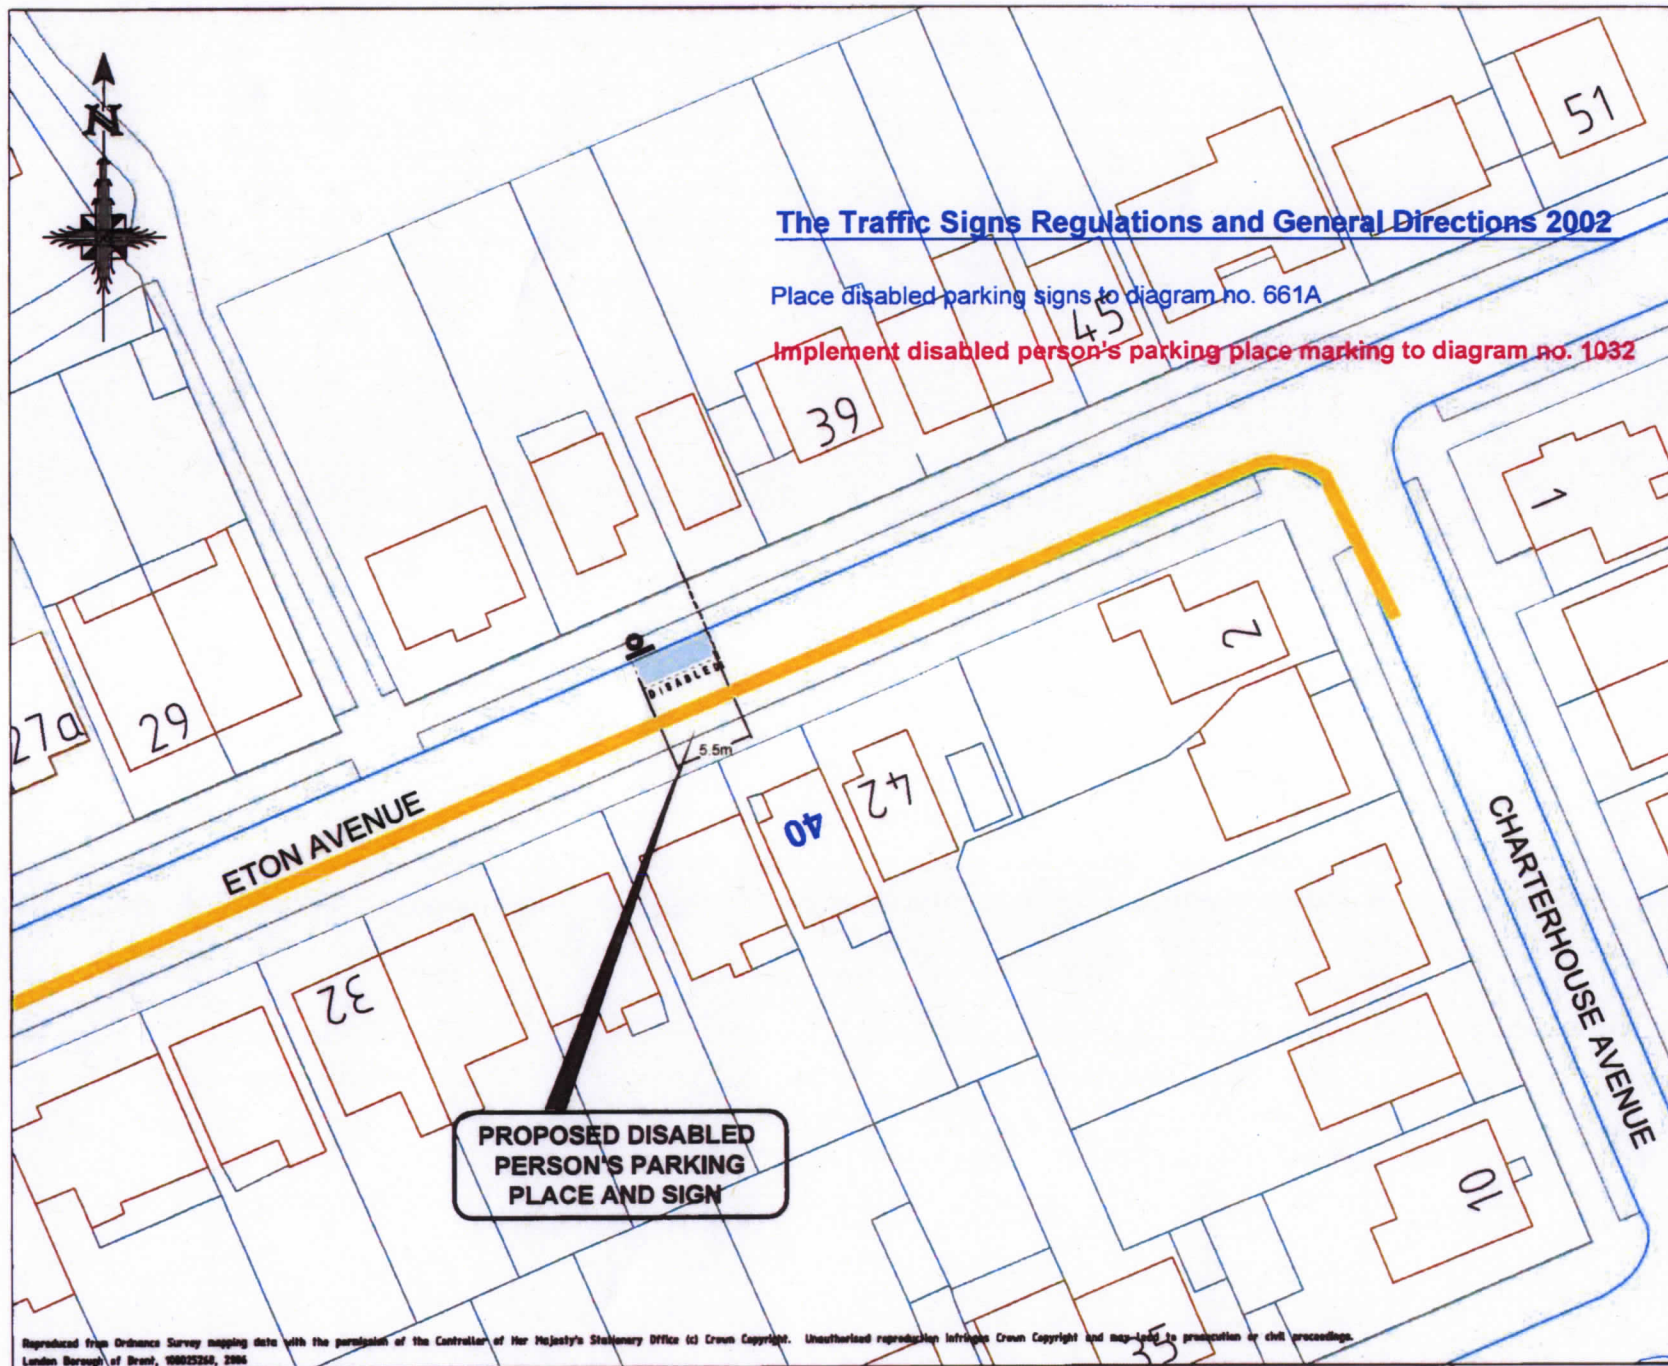 N
51
The Traffic Signs Regulations and General Directions 2002
Place disabled parking signs to diagram no. 661A
45
Implement disabled person's parking place marking to diagram no. 1032
39
1
2
DISABLED
27a
29
5.5m
42
40
ETON AVENUE
CHARTERHOUSE AVENUE
32
PROPOSED DISABLED
PERSON'S PARKING
PLACE AND SIGN
10
35
Reproduced from Ordnance Survey mapping data with the permission of the Controller of Her Majesty's Stationery Office (c) Crown Copyright. Unauthorised reproduction infringes Crown Copyright and may lead to prosecution or civil proceedings.
London Borough of Brent, 100025260, 2006